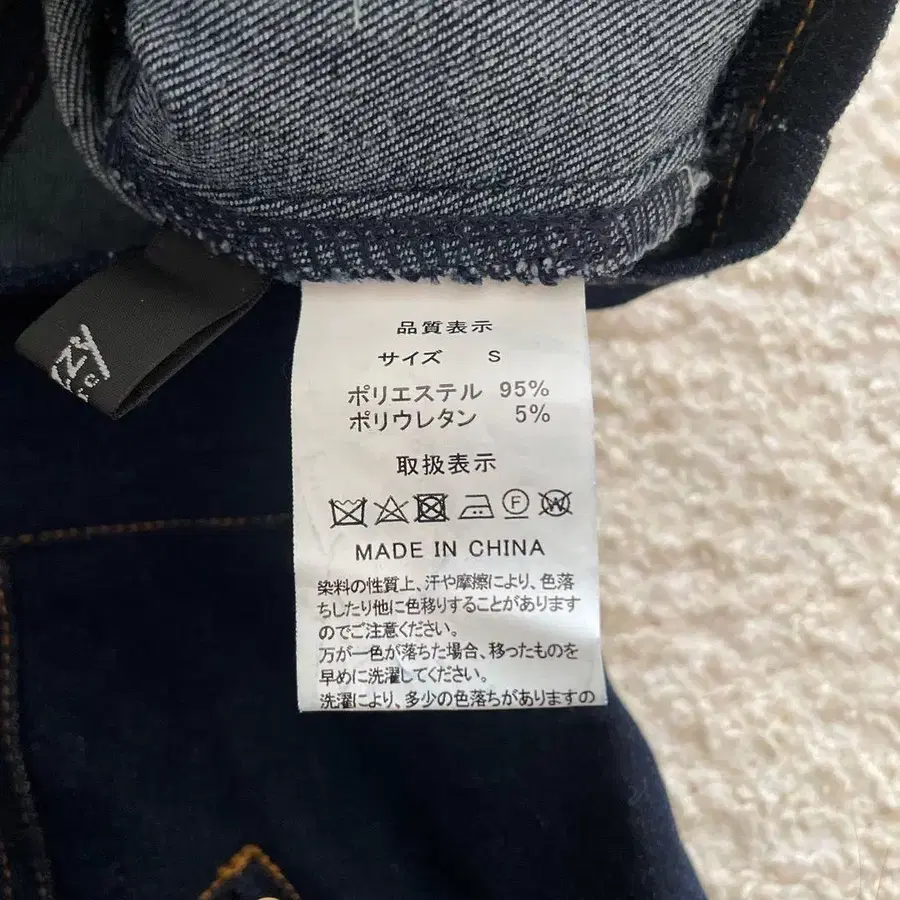 品質表示
サイズ S
ポリエステル 95%
ポリウレタン 5%
取扱表示
F W
MADE IN CHINA
染料の性質上、汗や摩擦により、色落
ちしたり他に色移りすることがあります
のでご注意ください。
万が一色が落ちた場合、移ったものを
早めに洗濯してください。
洗濯により、多少の色落ちがありますの